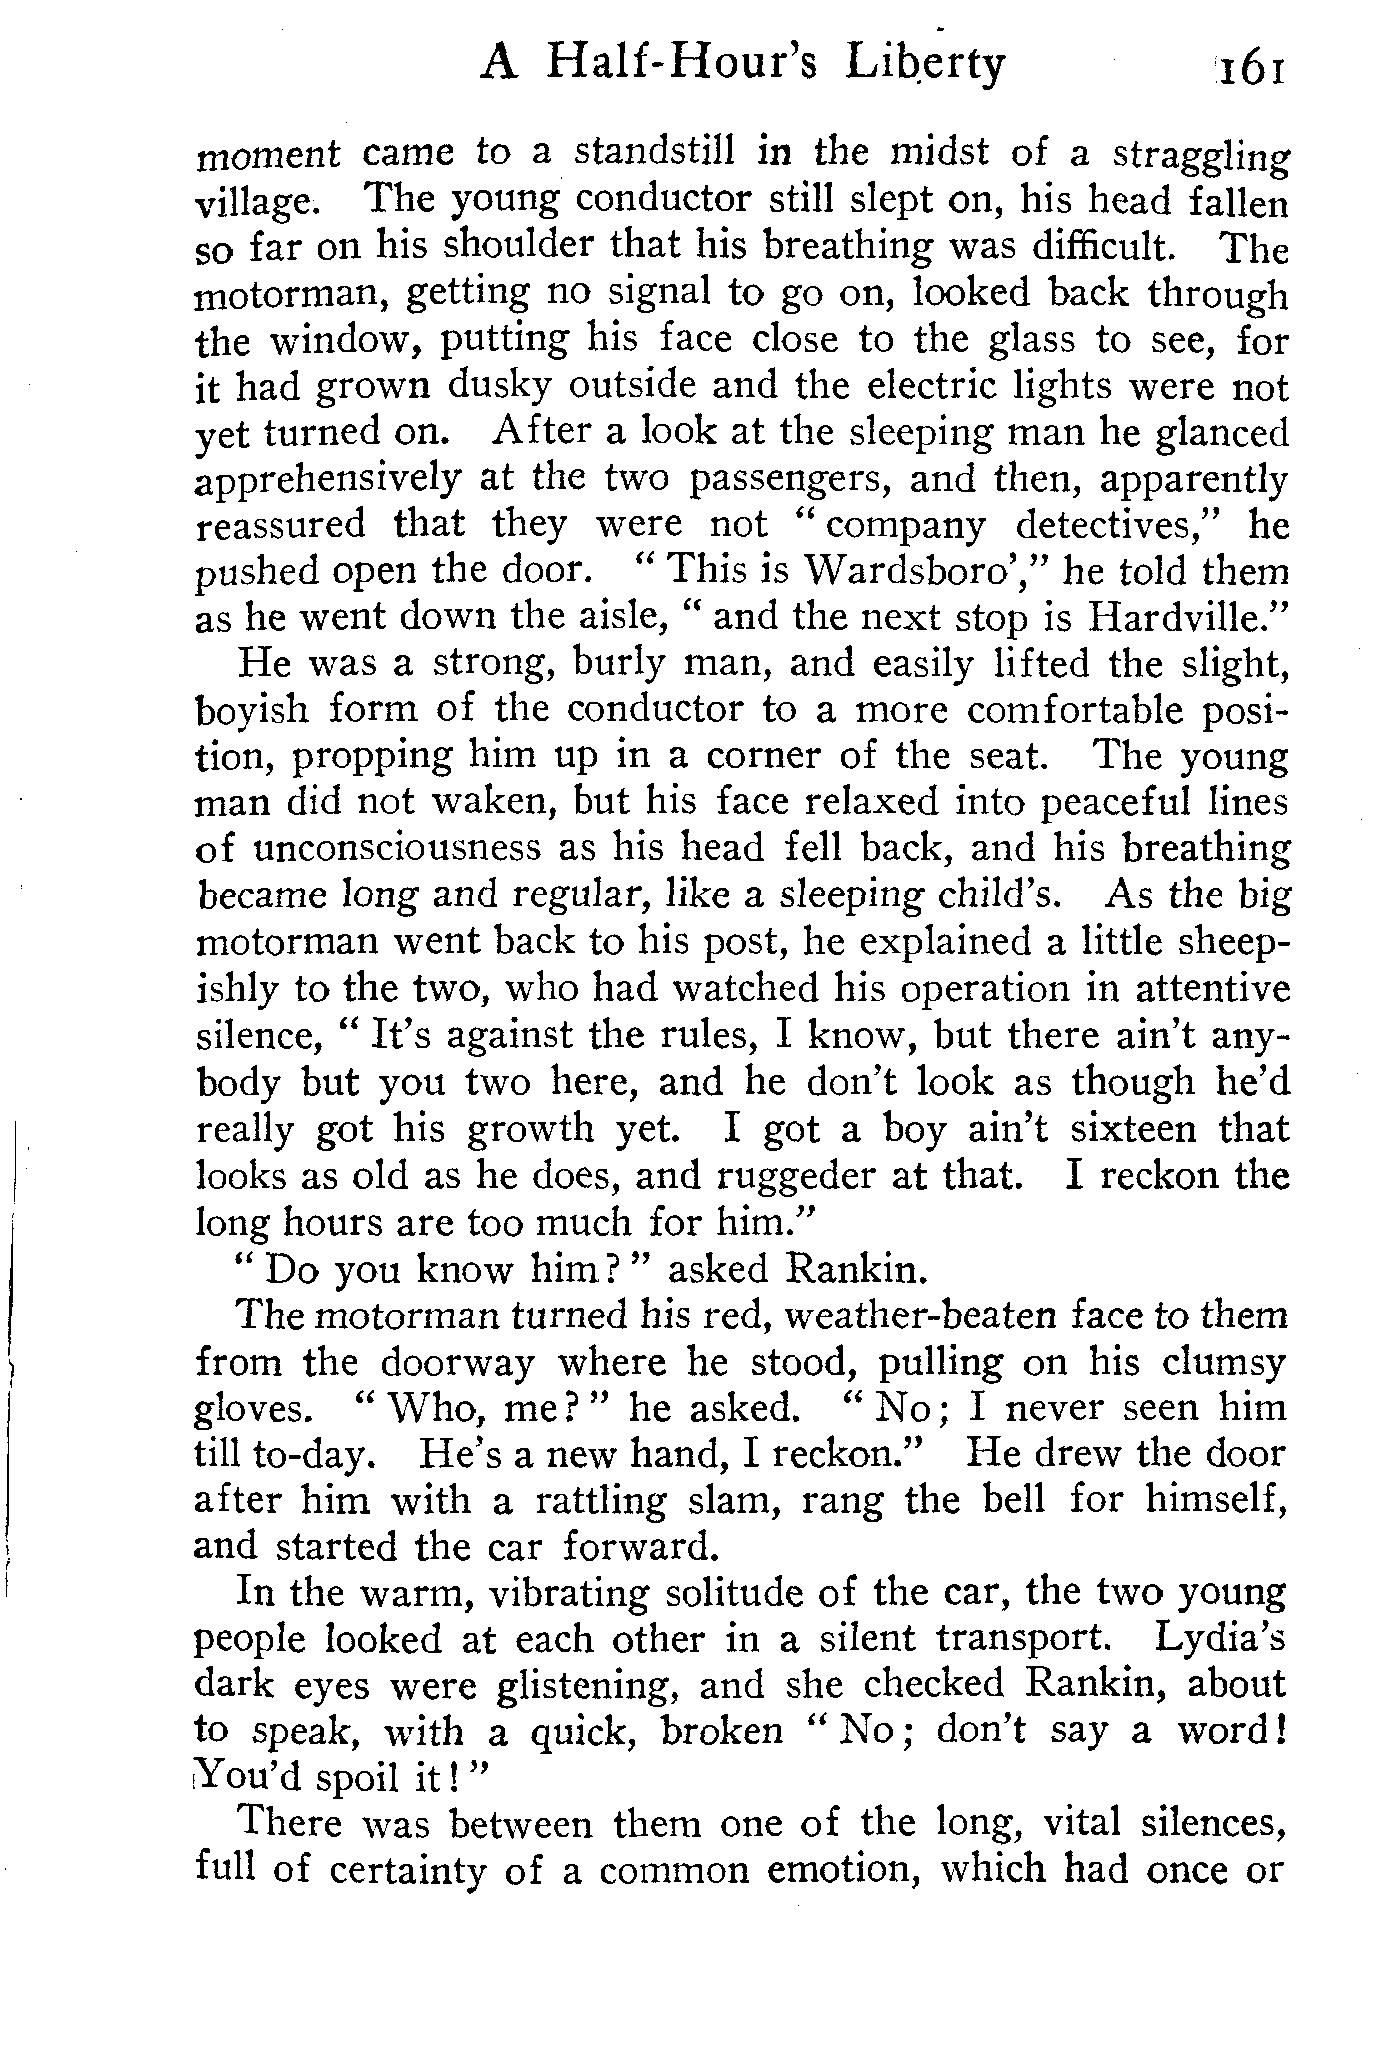 A Half-Hour's Liberty 161
moment came to a standstill in the midst of a straggling
village. The young conductor still slept on, his head fallen
so far on his shoulder that his breathing was difficult. The
motorman, getting no signal to go on, looked back through
the window, putting his face close to the glass to see, for
it had grown dusky outside and the electric lights were not
yet turned on. After a look at the sleeping man he glanced
apprehensively at the two passengers, and then, apparently
reassured that they were not "company detectives," he
pushed open the door. "This is Wardsboro'," he told them
as he went down the aisle, "and the next stop is Hardville."
He was a strong, burly man, and easily lifted the slight,
boyish form of the conductor to a more comfortable posi-
tion, propping him up in a corner of the seat. The young
man did not waken, but his face relaxed into peaceful lines
of unconsciousness as his head fell back, and his breathing
became long and regular, like a sleeping child's. As the big
motorman went back to his post, he explained a little sheep-
ishly to the two, who had watched his operation in attentive
silence, "It's against the rules, I know, but there ain't any-
body but you two here, and he don't look as though he'd
really got his growth yet. I got a boy ain't sixteen that
looks as old as he does, and ruggeder at that. I reckon the
long hours are too much for him."
"Do you know him?" asked Rankin.
The motorman turned his red, weather-beaten face to them
from the doorway where he stood, pulling on his clumsy
gloves. "Who, me?" he asked. "No; I never seen him
till to-day. He's a new hand, I reckon." He drew the door
after him with a rattling slam, rang the bell for himself,
and started the car forward.
In the warm, vibrating solitude of the car, the two young
people looked at each other in a silent transport. Lydia's
dark eyes were glistening, and she checked Rankin, about
to speak, with a quick, broken "No; don't say a word!
You'd spoil it!"
There was between them one of the long, vital silences,
full of certainty of a common emotion, which had once or